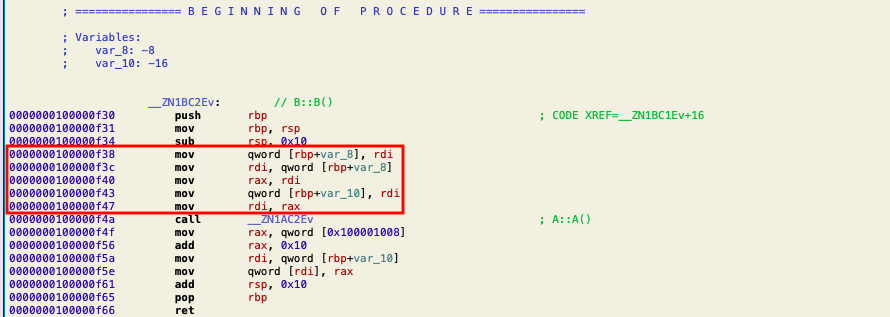 ; ================ B E G I N N I N G   O F   P R O C E D U R E ================
; Variables:
;    var_8: -8
;    var_10: -16
__ZN1BC2Ev:        // B::B()
0000000100000f30    push    rbp    ; CODE XREF=__ZN1BC1Ev+16
0000000100000f31    mov    rbp, rsp
0000000100000f34    sub    rsp, 0x10
0000000100000f38    mov    qword [rbp+var_8], rdi
0000000100000f3c    mov    rdi, qword [rbp+var_8]
0000000100000f40    mov    rax, rdi
0000000100000f43    mov    qword [rbp+var_10], rdi
0000000100000f47    mov    rdi, rax
0000000100000f4a    call    __ZN1AC2Ev    ; A::A()
0000000100000f4f    mov    rax, qword [0x100001008]
0000000100000f56    add    rax, 0x10
0000000100000f5a    mov    rdi, qword [rbp+var_10]
0000000100000f5e    mov    qword [rdi], rax
0000000100000f61    add    rsp, 0x10
0000000100000f65    pop    rbp
0000000100000f66    ret